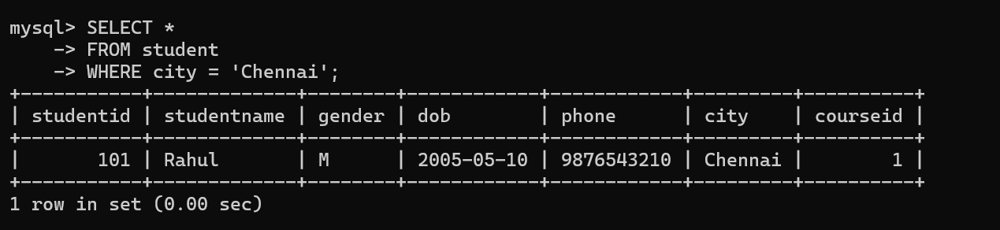 mysql> SELECT *
    -> FROM student
    -> WHERE city = 'Chennai';
+-----------+-------------+--------+------------+------------+---------+----------+
| studentid | studentname | gender | dob        | phone      | city    | courseid |
+-----------+-------------+--------+------------+------------+---------+----------+
|       101 | Rahul       | M      | 2005-05-10 | 9876543210 | Chennai |        1 |
+-----------+-------------+--------+------------+------------+---------+----------+
1 row in set (0.00 sec)